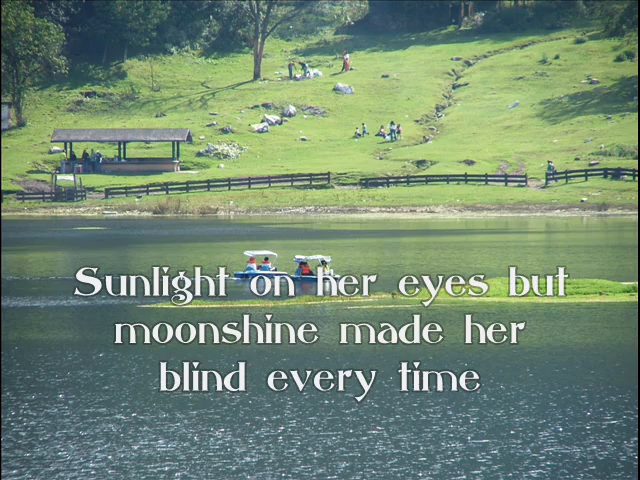 Sunlight on her eyes but
moonshine made her
blind every time